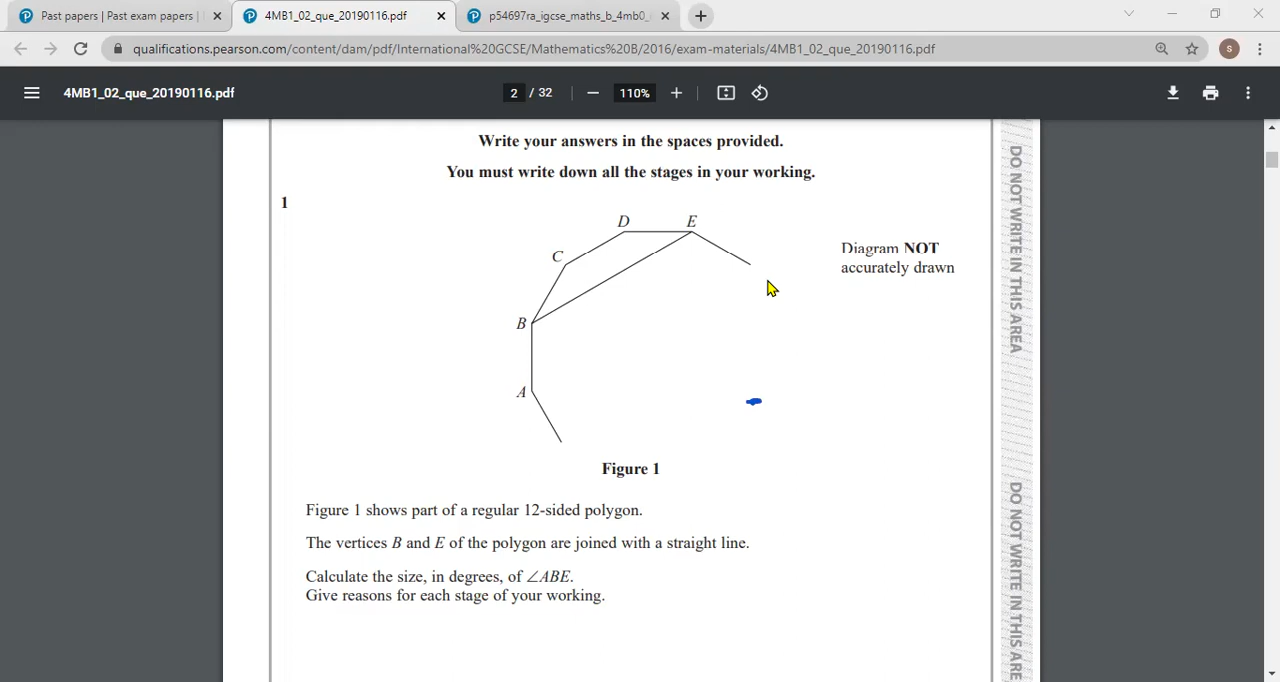 Past papers | Past exam papers |
4MB1_02_que_20190116.pdf
p54697ra_igcse_maths_b_4mb0_
qualifications.pearson.com/content/dam/pdf/International%20GCSE/Mathematics%20B/2016/exam-materials/4MB1_02_que_20190116.pdf
S
4MB1_02_que_20190116.pdf
2 / 32
110%
Write your answers in the spaces provided.
You must write down all the stages in your working.
1
D
E
C
B
A
Diagram NOT
accurately drawn
Figure 1
Figure 1 shows part of a regular 12-sided polygon.
The vertices B and E of the polygon are joined with a straight line.
Calculate the size, in degrees, of ∠ABE.
Give reasons for each stage of your working.
DO NOT WRITE IN THIS AREA
DO NOT WRITE IN THIS ARE